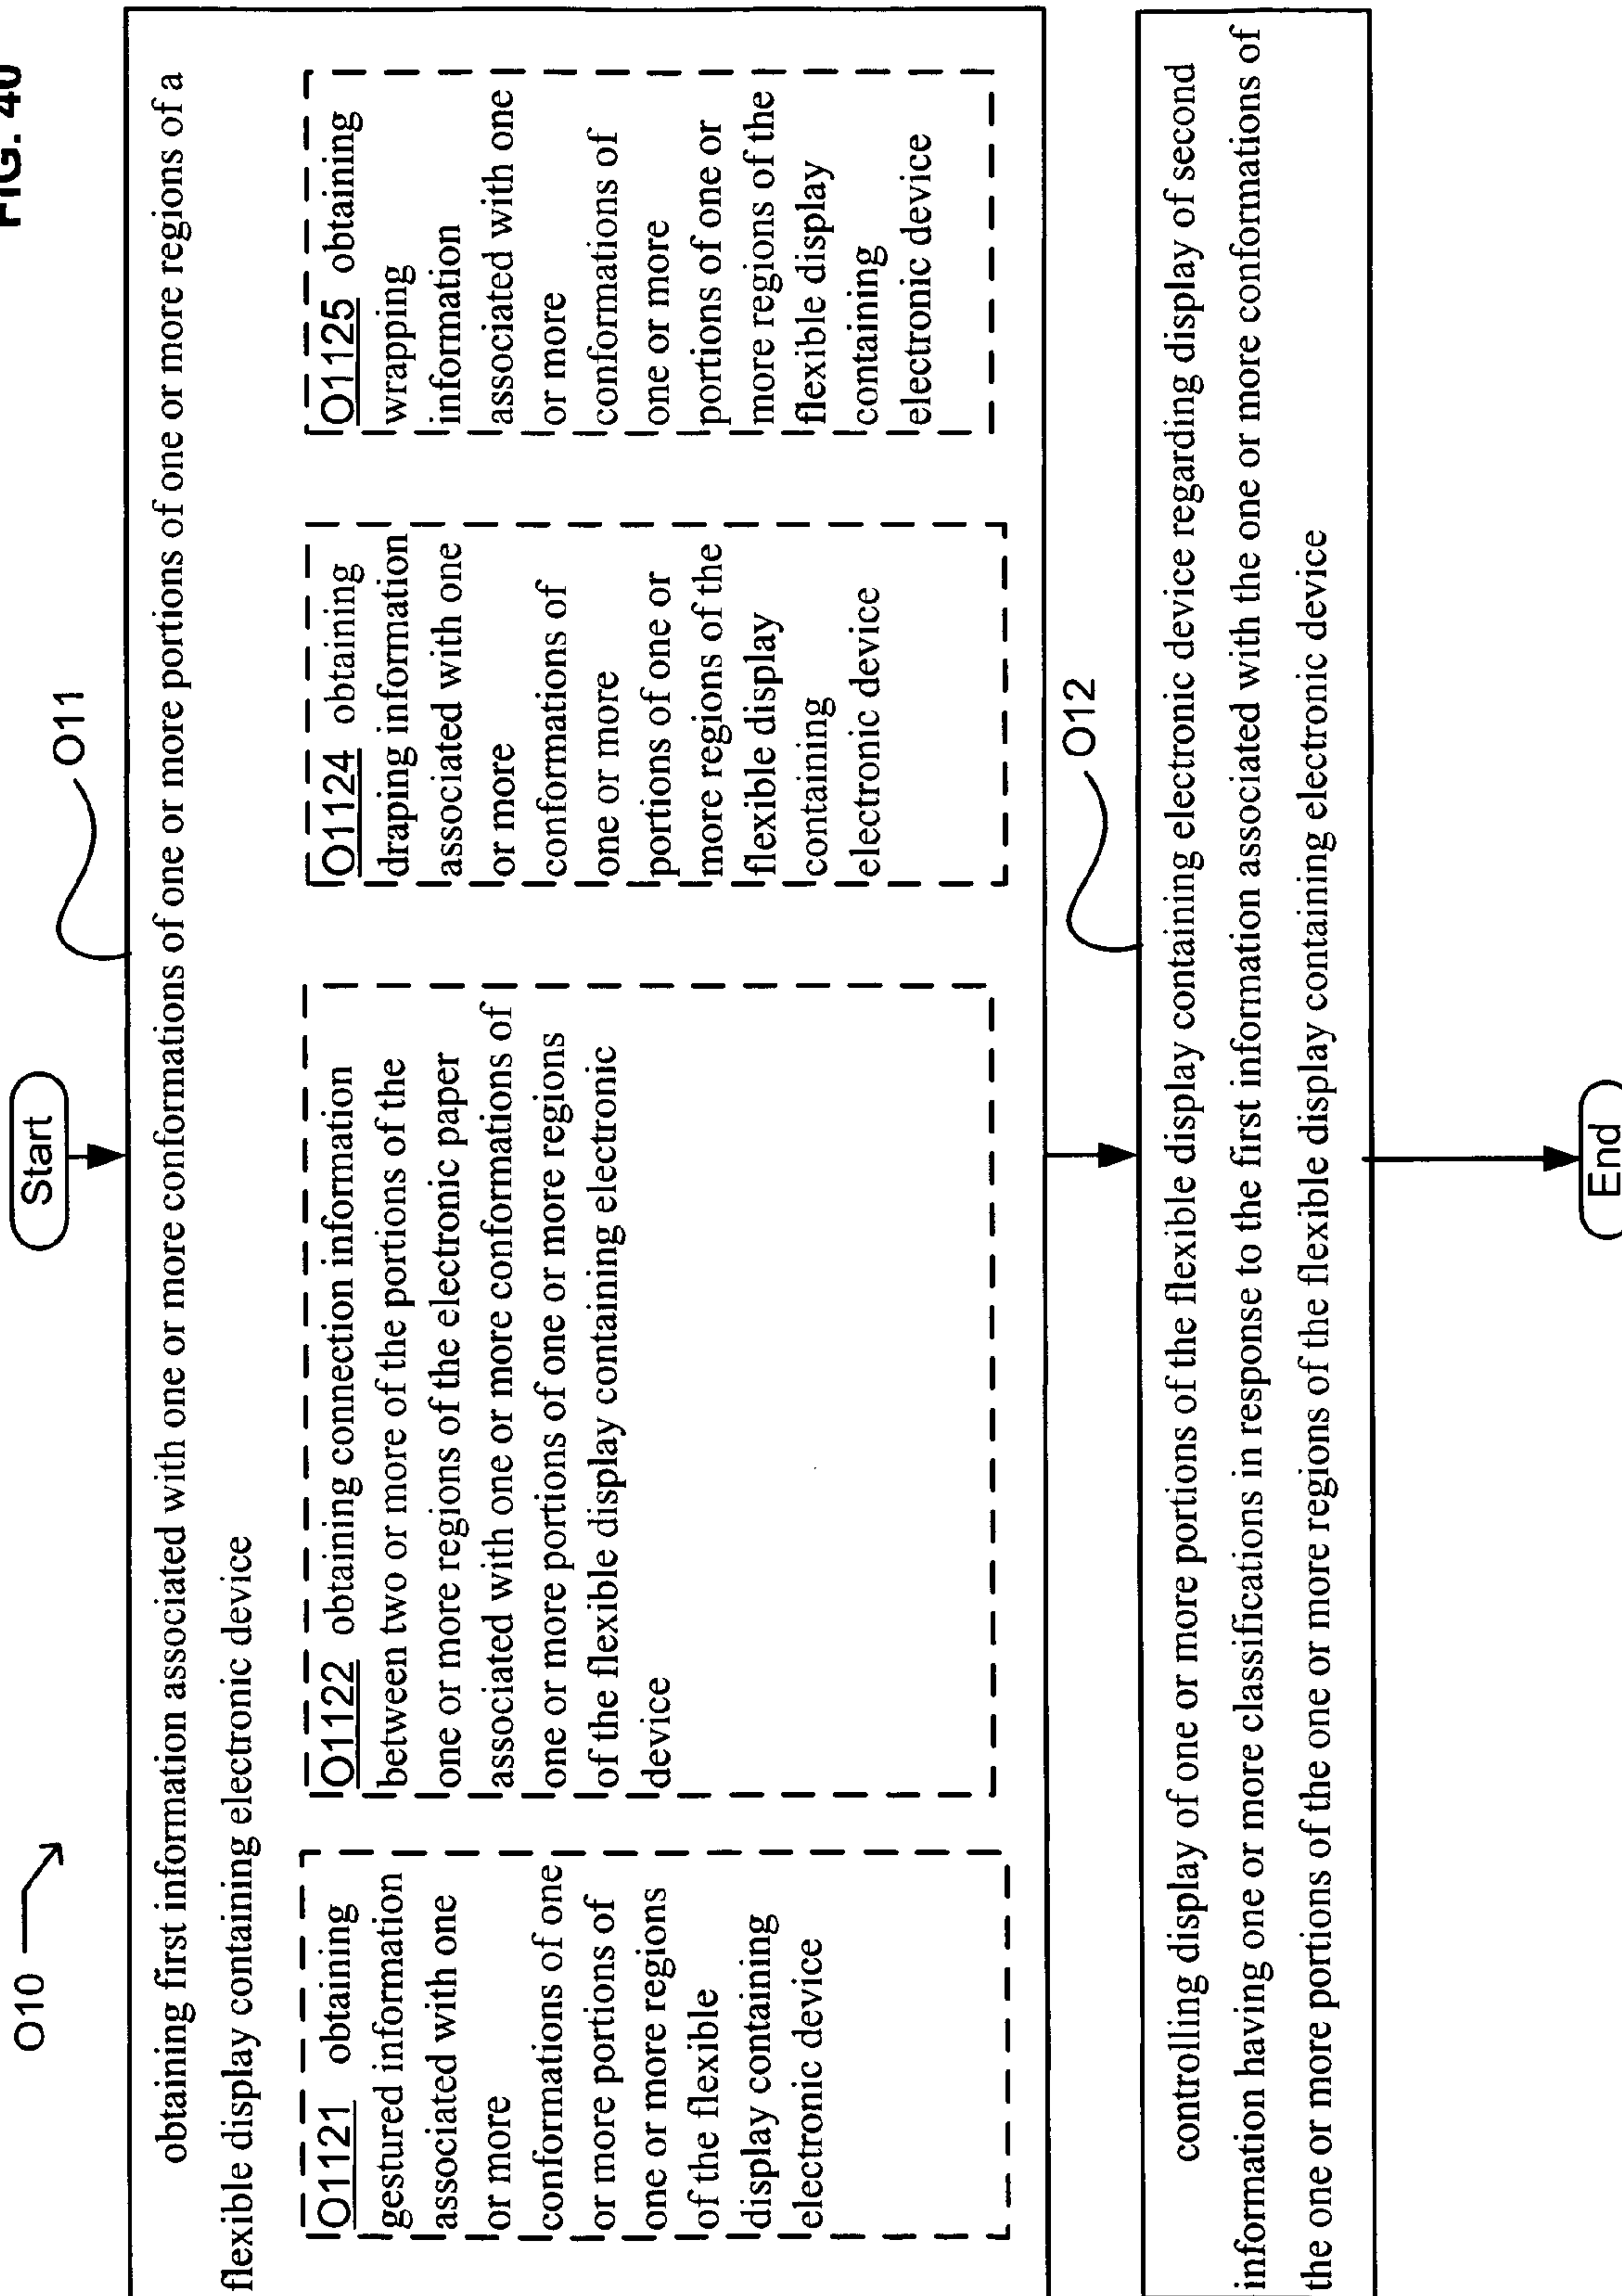 FIG. 40
O10
Start
O11
obtaining first information associated with one or more conformations of one or more portions of one or more regions of a
flexible display containing electronic device
O1121 obtaining
gestured information
associated with one
or more
conformations of one
or more portions of
one or more regions
of the flexible
display containing
electronic device
O1122 obtaining connection information
between two or more of the portions of the
one or more regions of the electronic paper
associated with one or more conformations of
one or more portions of one or more regions
of the flexible display containing electronic
device
O1124 obtaining
draping information
associated with one
or more
conformations of
one or more
portions of one or
more regions of the
flexible display
containing
electronic device
O1125 obtaining
wrapping
information
associated with one
or more
conformations of
one or more
portions of one or
more regions of the
flexible display
containing
electronic device
O12
controlling display of one or more portions of the flexible display containing electronic device regarding display of second
information having one or more classifications in response to the first information associated with the one or more conformations of
the one or more portions of the one or more regions of the flexible display containing electronic device
End